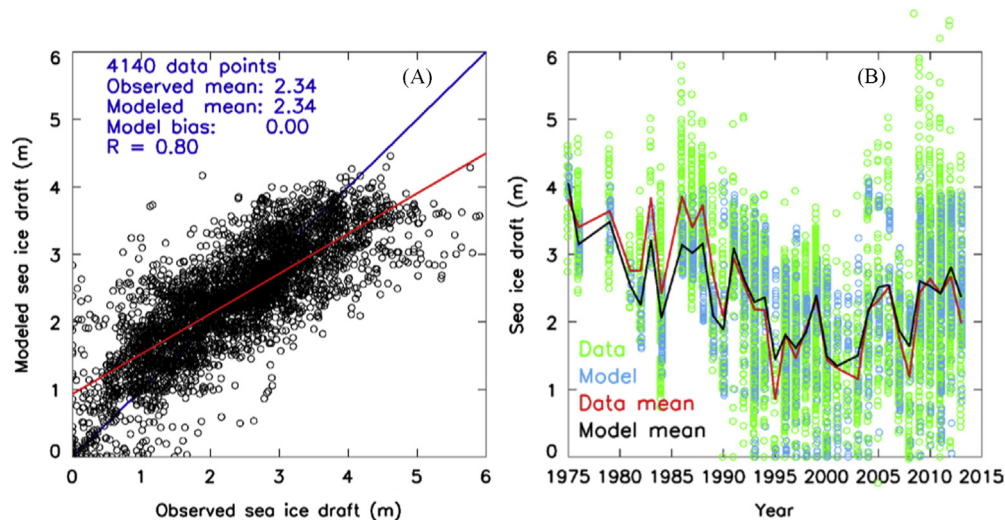 (A)
4140 data points
Observed mean: 2.34
Modeled mean: 2.34
Model bias: 0.00
R = 0.80
Modeled sea ice draft (m)
6
5
4
3
2
1
0
0 1 2 3 4 5 6
Observed sea ice draft (m)
(B)
Sea ice draft (m)
6
5
4
3
2
1
0
Data
Model
Data mean
Model mean
1975 1980 1985 1990 1995 2000 2005 2010 2015
Year